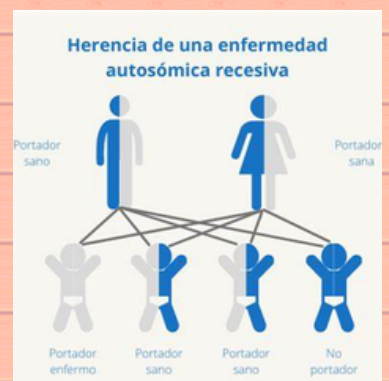 Herencia de una enfermedad
autosómica recesiva
Portador
sano
Portador
sana
Portador
enfermo
Portador
sano
Portador
sano
No
portador